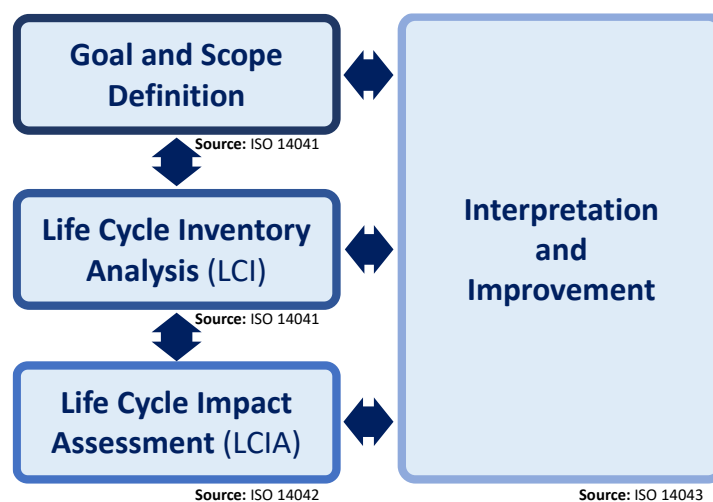 Goal and Scope
Definition
Source: ISO 14041
Life Cycle Inventory
Analysis (LCI)
Source: ISO 14041
Life Cycle Impact
Assessment (LCIA)
Source: ISO 14042
Interpretation
and
Improvement
Source: ISO 14043